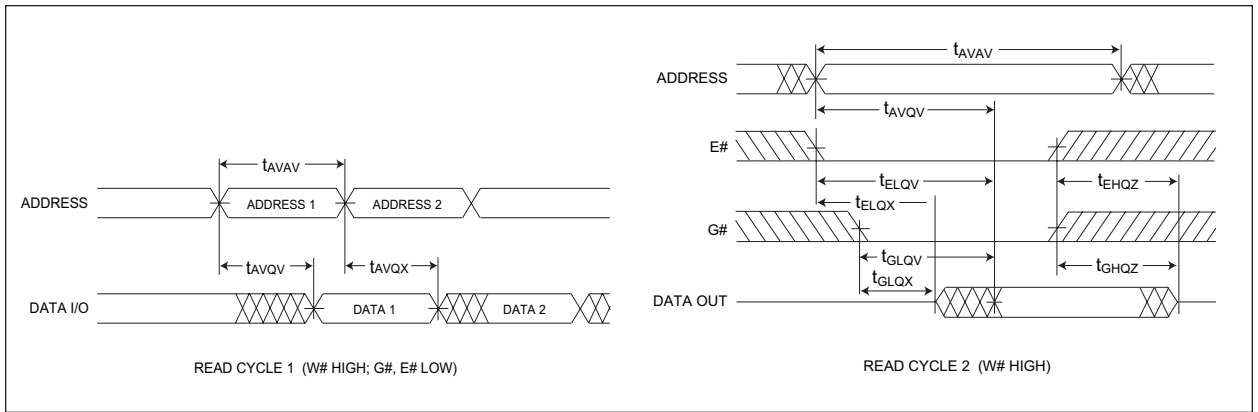 tAVAV
ADDRESS
ADDRESS 1
ADDRESS 2
tAVQV
tAVQX
DATA I/O
DATA 1
DATA 2
READ CYCLE 1 (W# HIGH; G#, E# LOW)
tAVAV
ADDRESS
tAVQV
E#
tELQV
tEHQZ
tELQX
G#
tGLQV
tGHQZ
tGLQX
DATA OUT
READ CYCLE 2 (W# HIGH)